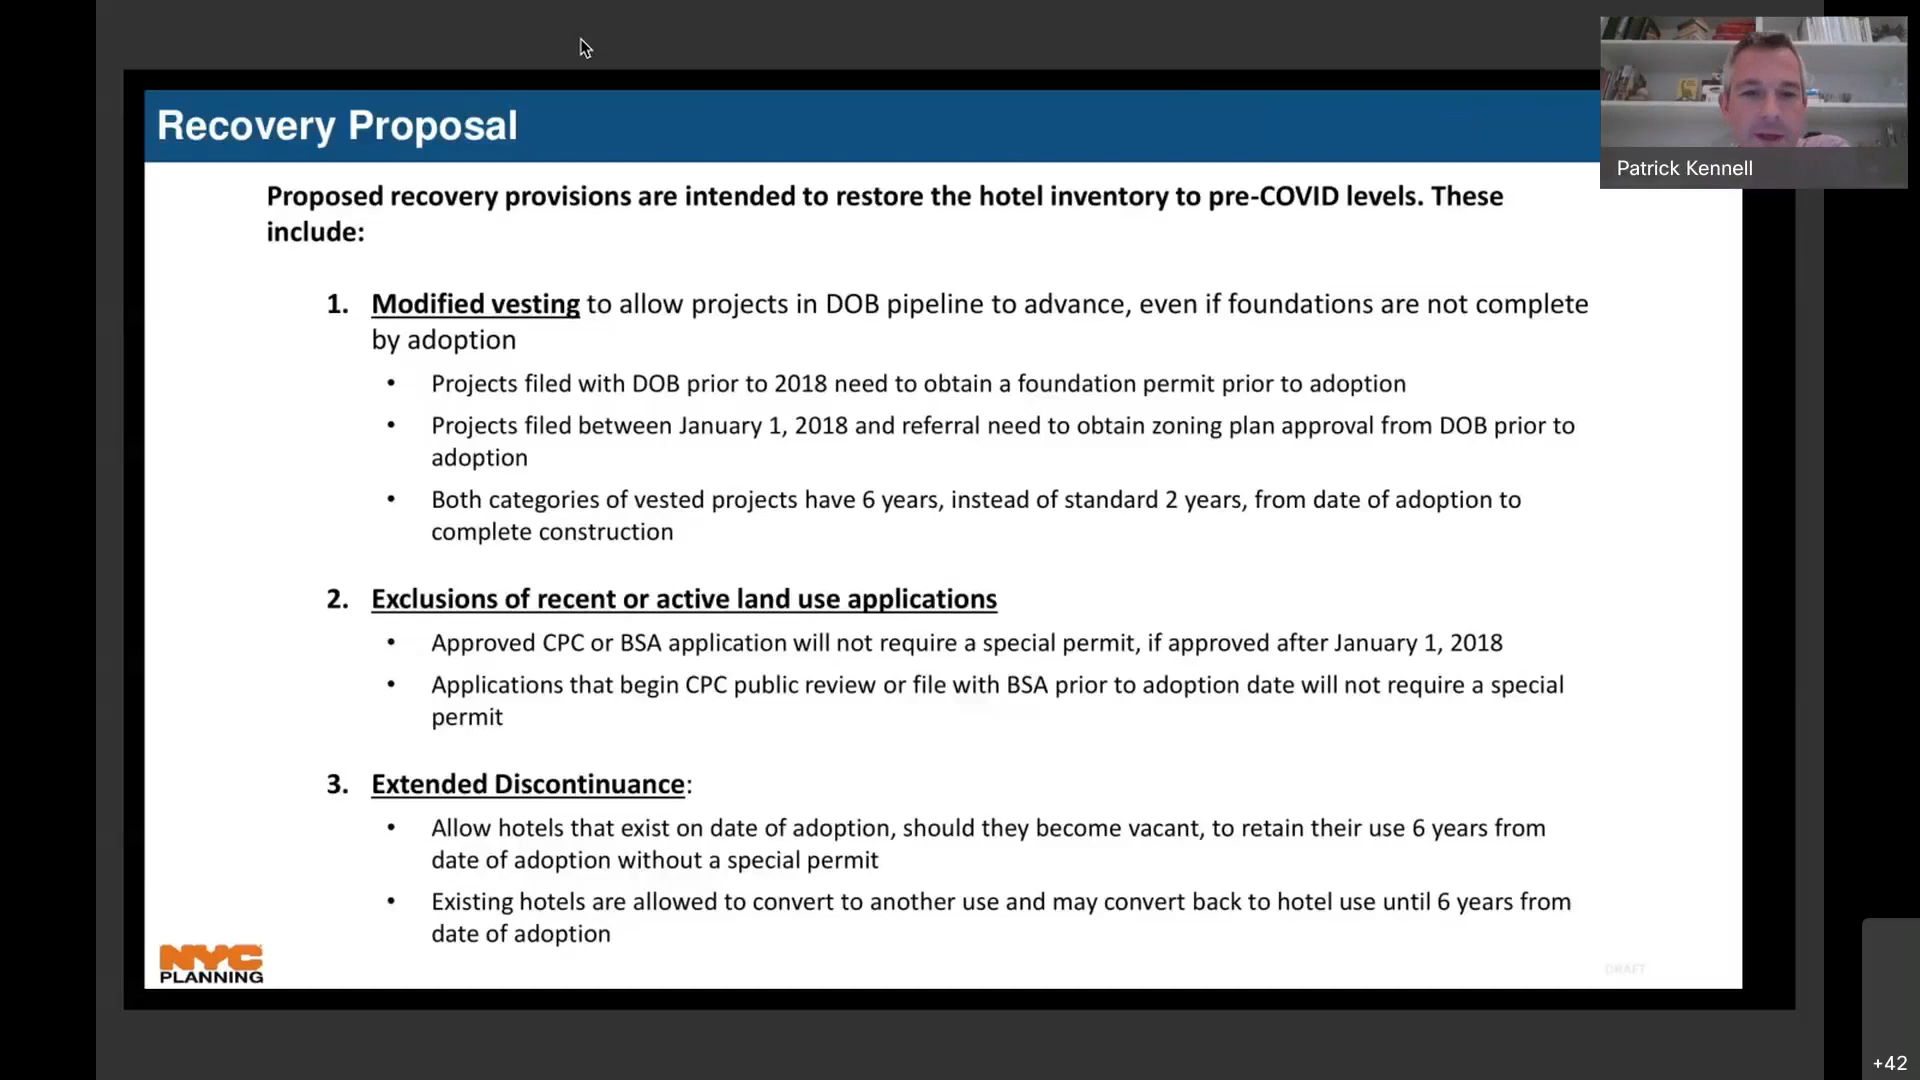 Recovery Proposal
Patrick Kennell
Proposed recovery provisions are intended to restore the hotel inventory to pre-COVID levels. These
include:
1. Modified vesting to allow projects in DOB pipeline to advance, even if foundations are not complete
by adoption
• Projects filed with DOB prior to 2018 need to obtain a foundation permit prior to adoption
• Projects filed between January 1, 2018 and referral need to obtain zoning plan approval from DOB prior to
adoption
• Both categories of vested projects have 6 years, instead of standard 2 years, from date of adoption to
complete construction
2. Exclusions of recent or active land use applications
• Approved CPC or BSA application will not require a special permit, if approved after January 1, 2018
• Applications that begin CPC public review or file with BSA prior to adoption date will not require a special
permit
3. Extended Discontinuance:
• Allow hotels that exist on date of adoption, should they become vacant, to retain their use 6 years from
date of adoption without a special permit
• Existing hotels are allowed to convert to another use and may convert back to hotel use until 6 years from
date of adoption
NYC
PLANNING
DRAFT
+42